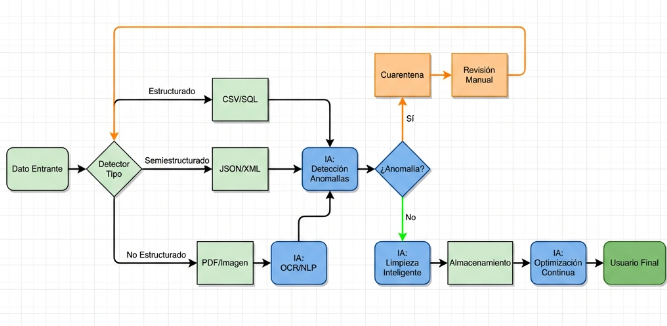 Cuarentena
Revisión
Manual
Estructurado
CSV/SQL
Sí
Dato Entrante
Detector
Tipo
Semiestructurado
JSON/XML
IA:
Detección
Anomallas
¿Anomalía?
No
No Estructurado
PDF/Imagen
IA:
OCR/NLP
IA:
Limpieza
Inteligente
Almacenamiento
IA:
Optimización
Continua
Usuario Final